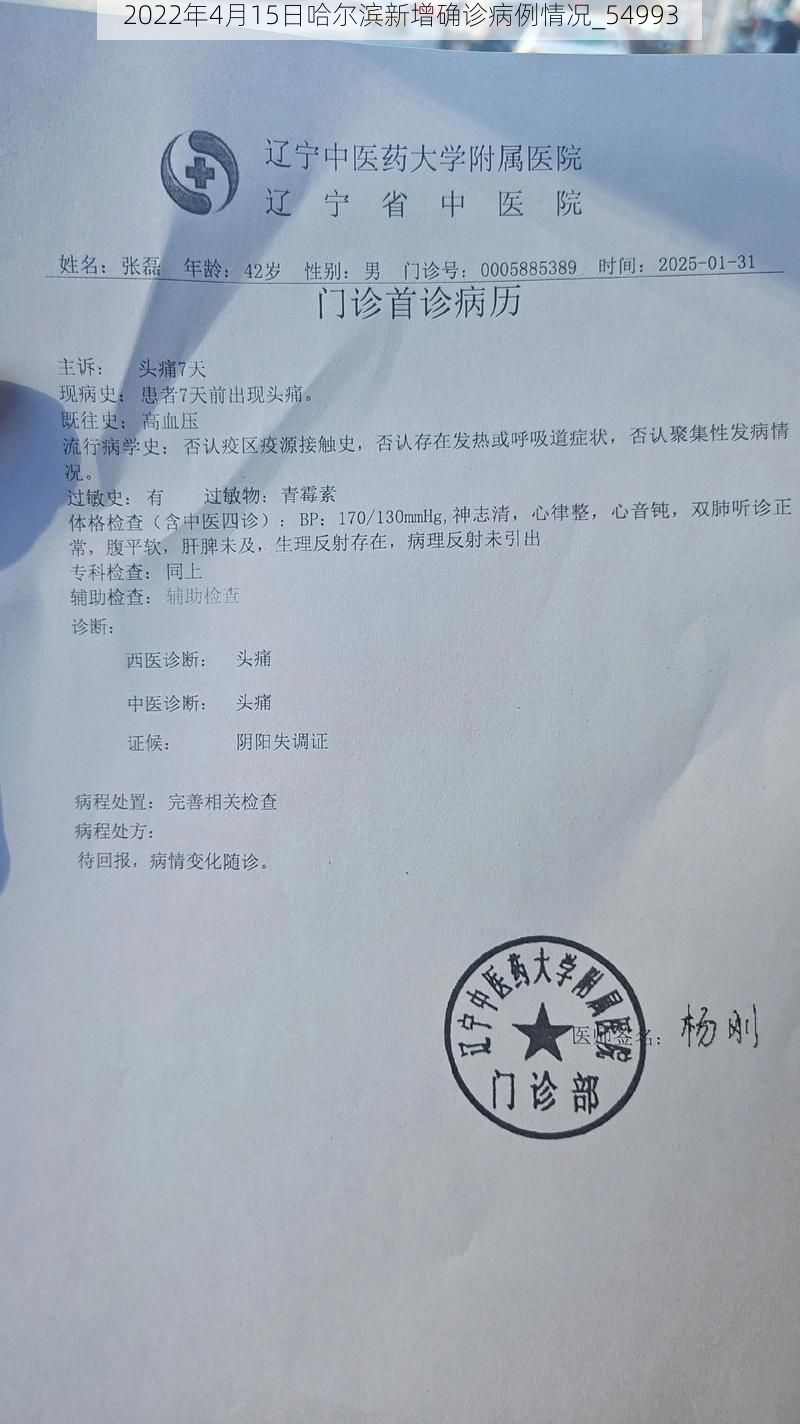 2022年4月15日哈尔滨新增确诊病例情况_54993
辽宁中医药大学附属医院
辽宁省中医院
姓名：张磊 年龄：42岁 性别：男 门诊号：0005885389 时间：2025-01-31
门诊首诊病历
主诉： 头痛7天
现病史：患者7天前出现头痛。
既往史：高血压
流行病学史：否认疫区疫源接触史，否认存在发热或呼吸道症状，否认聚集性发病情
况。
过敏史：有 过敏物：青霉素
体格检查（含中医四诊）：BP：170/130mmHg,神志清，心律整，心音钝，双肺听诊正
常，腹平软，肝脾未及，生理反射存在，病理反射未引出
专科检查：同上
辅助检查：辅助检查
诊断：
西医诊断： 头痛
中医诊断： 头痛
证候： 阴阳失调证
病程处置：完善相关检查
病程处方：
待回报，病情变化随诊。
辽宁中医药大学附属医院
医师签名：杨刚
门诊部